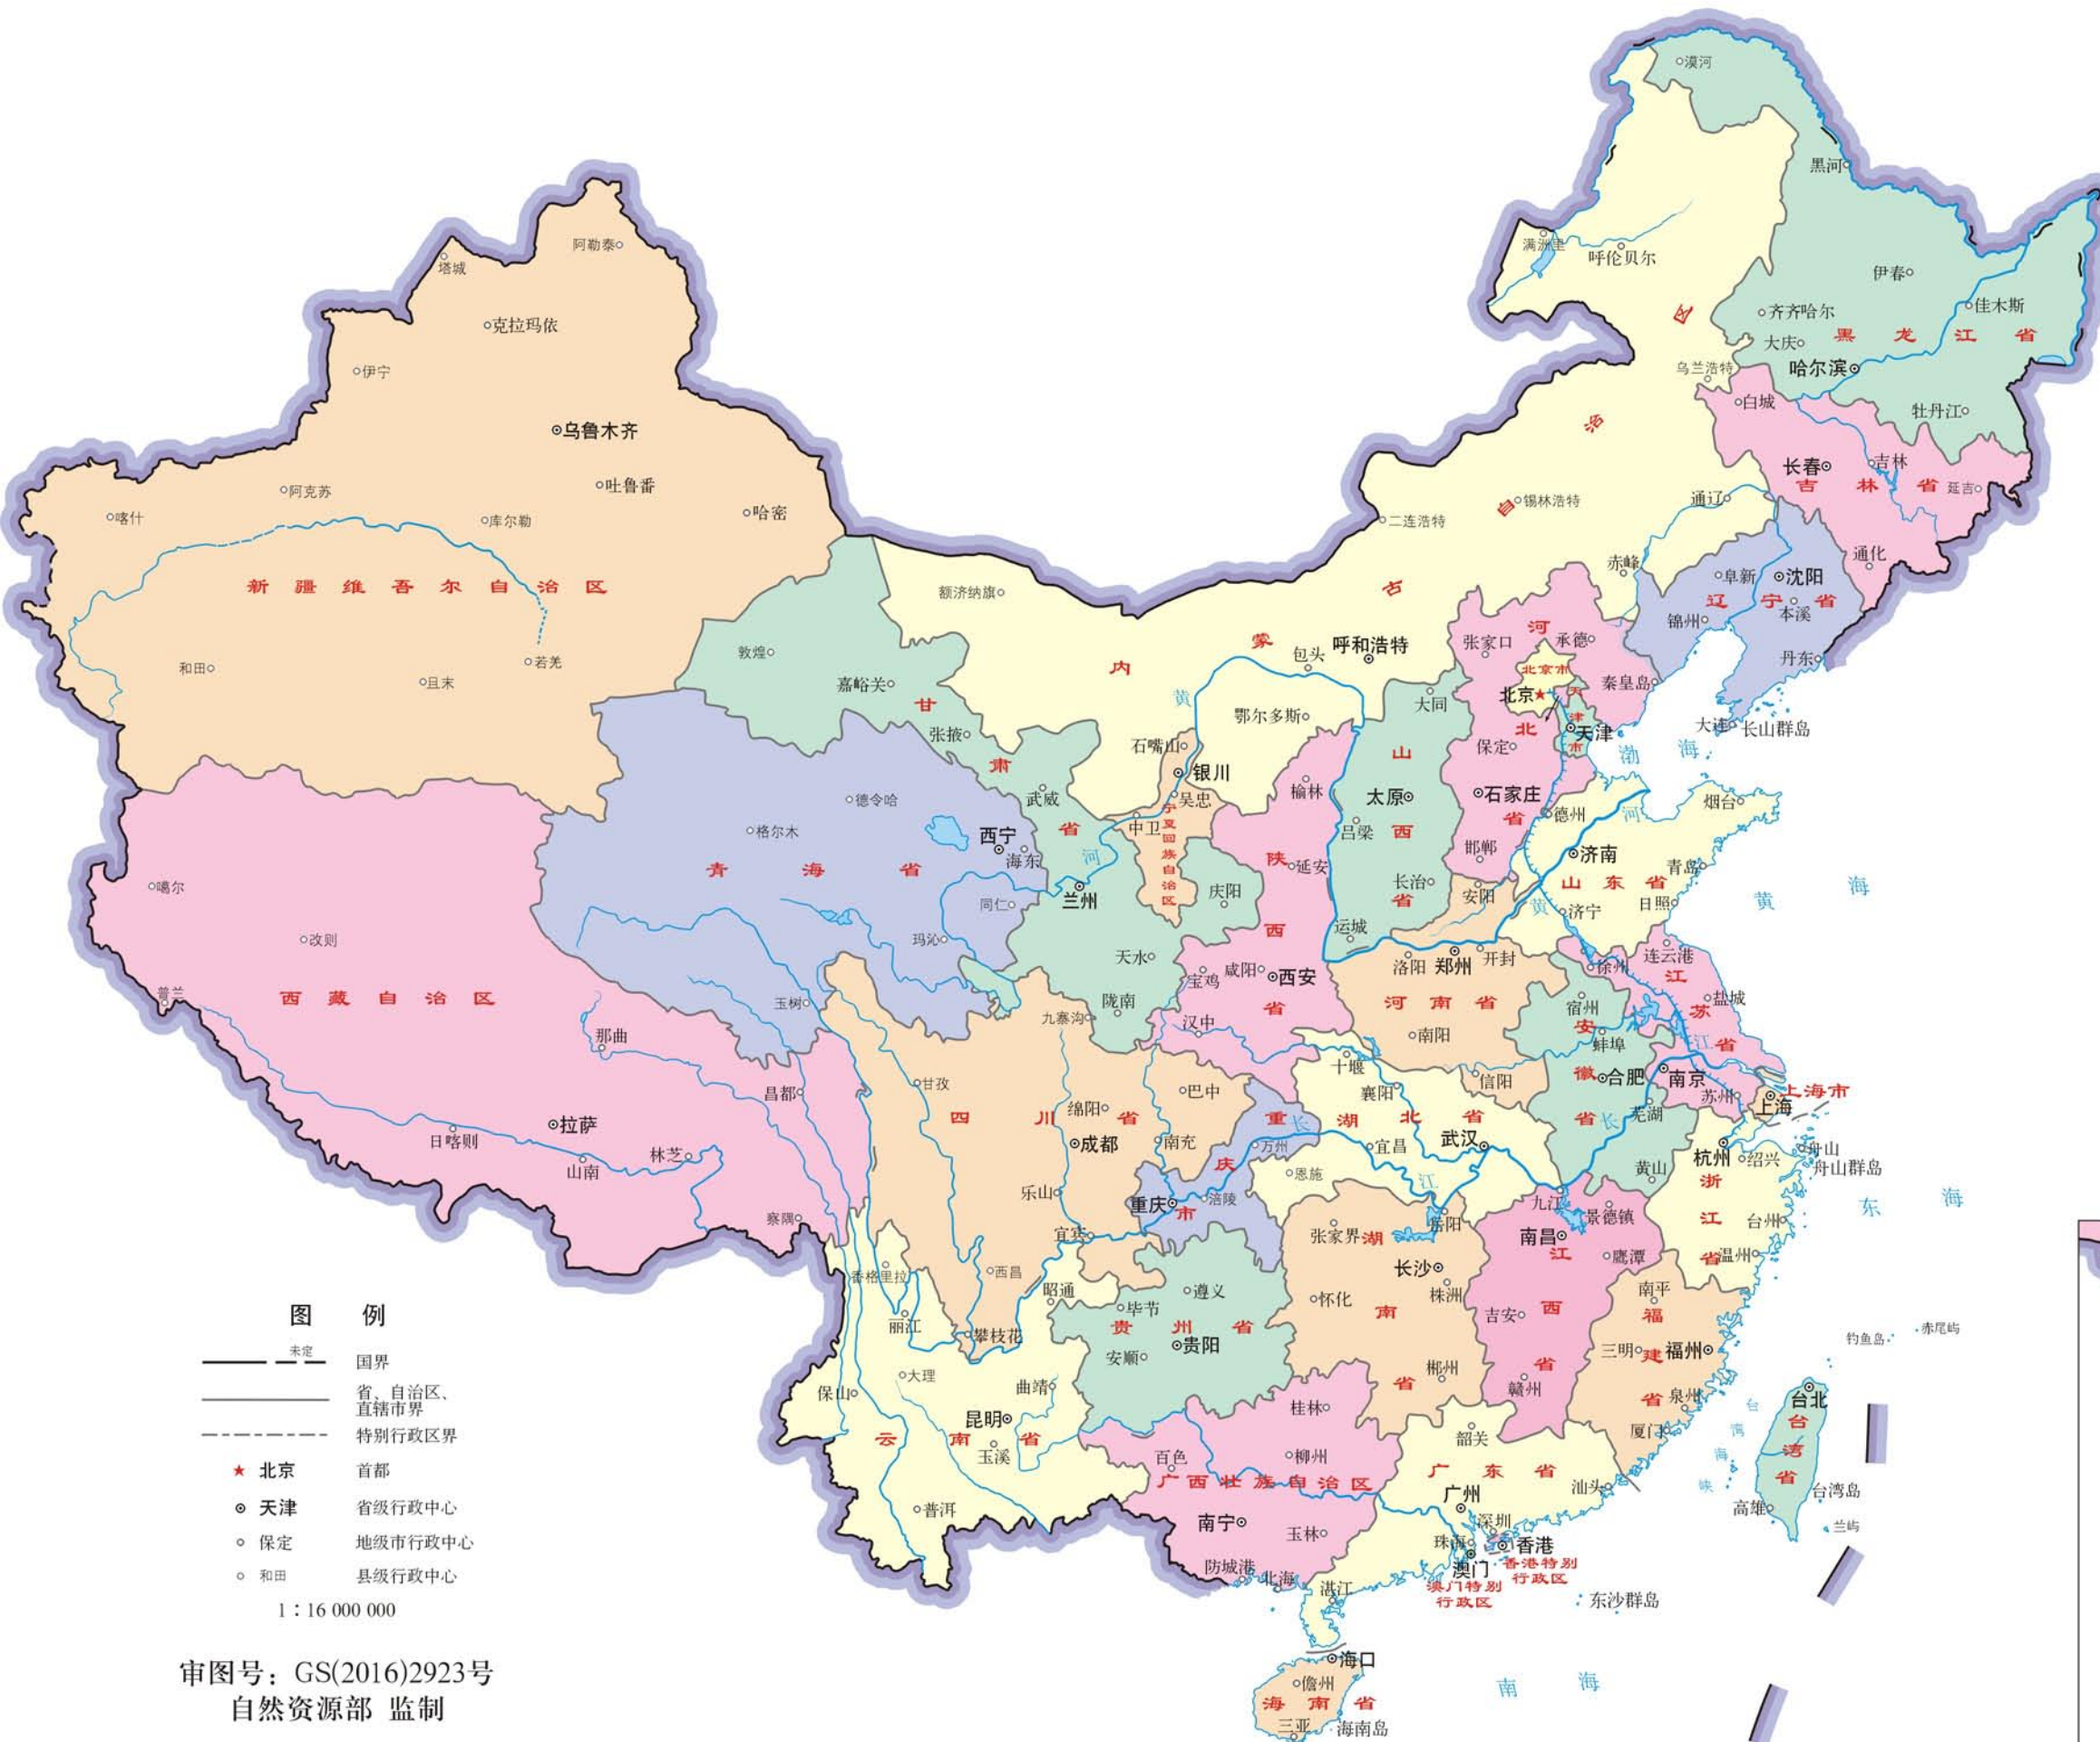 漠河
黑河
满洲里
呼伦贝尔
伊春
佳木斯
齐齐哈尔
大庆
黑龙江省
哈尔滨
牡丹江
乌兰浩特
白城
长春
吉林
吉林省
延吉
通化
阿勒泰
塔城
克拉玛依
伊宁
乌鲁木齐
吐鲁番
哈密
阿克苏
喀什
库尔勒
新疆维吾尔自治区
和田
且末
若羌
内蒙古自治区
锡林浩特
二连浩特
通辽
赤峰
额济纳旗
呼和浩特
包头
鄂尔多斯
阜新
沈阳
辽宁省
本溪
锦州
丹东
大连
长山群岛
河北省
张家口
承德
北京市
北京
秦皇岛
天津市
天津
保定
石家庄
邯郸
渤海
敦煌
嘉峪关
张掖
甘肃省
武威
兰州
庆阳
天水
陇南
石嘴山
银川
吴忠
中卫
宁夏回族自治区
黄河
大同
山西省
太原
吕梁
长治
运城
榆林
陕西省
延安
宝鸡
咸阳
西安
汉中
德州
烟台
济南
青岛
山东省
济宁
日照
黄河
黄海
德令哈
格尔木
西宁
海东
青海省
同仁
玛沁
玉树
噶尔
改则
普兰
西藏自治区
那曲
昌都
拉萨
日喀则
山南
林芝
察隅
安阳
洛阳
郑州
开封
河南省
南阳
信阳
徐州
连云港
江苏省
盐城
南京
苏州
江
宿州
安徽省
蚌埠
合肥
芜湖
黄山
上海市
上海
九寨沟
甘孜
巴中
四川省
绵阳
成都
南充
乐山
宜宾
西昌
攀枝花
重庆市
万州
重庆
涪陵
长江
十堰
襄阳
湖北省
宜昌
武汉
恩施
长
杭州
绍兴
舟山
舟山群岛
浙江省
台州
温州
东海
张家界
岳阳
湖南省
长沙
株洲
怀化
郴州
九江
景德镇
南昌
鹰潭
江西省
吉安
赣州
南平
福建省
三明
福州
泉州
厦门
钓鱼岛
赤尾屿
台湾海峡
台北
台湾省
台湾岛
高雄
兰屿
香格里拉
丽江
昭通
大理
保山
曲靖
昆明
云南省
玉溪
普洱
毕节
遵义
贵州省
贵阳
安顺
桂林
百色
柳州
广西壮族自治区
南宁
玉林
防城港
北海
韶关
广东省
汕头
广州
深圳
珠海
香港
香港特别
行政区
澳门
澳门特别
行政区
湛江
东沙群岛
海口
儋州
海南省
三亚
海南岛
南海
图 例
未定
国界
省、自治区、
直辖市界
特别行政区界
北京 首都
天津 省级行政中心
保定 地级市行政中心
和田 县级行政中心
1：16 000 000
审图号：GS(2016)2923号
自然资源部 监制